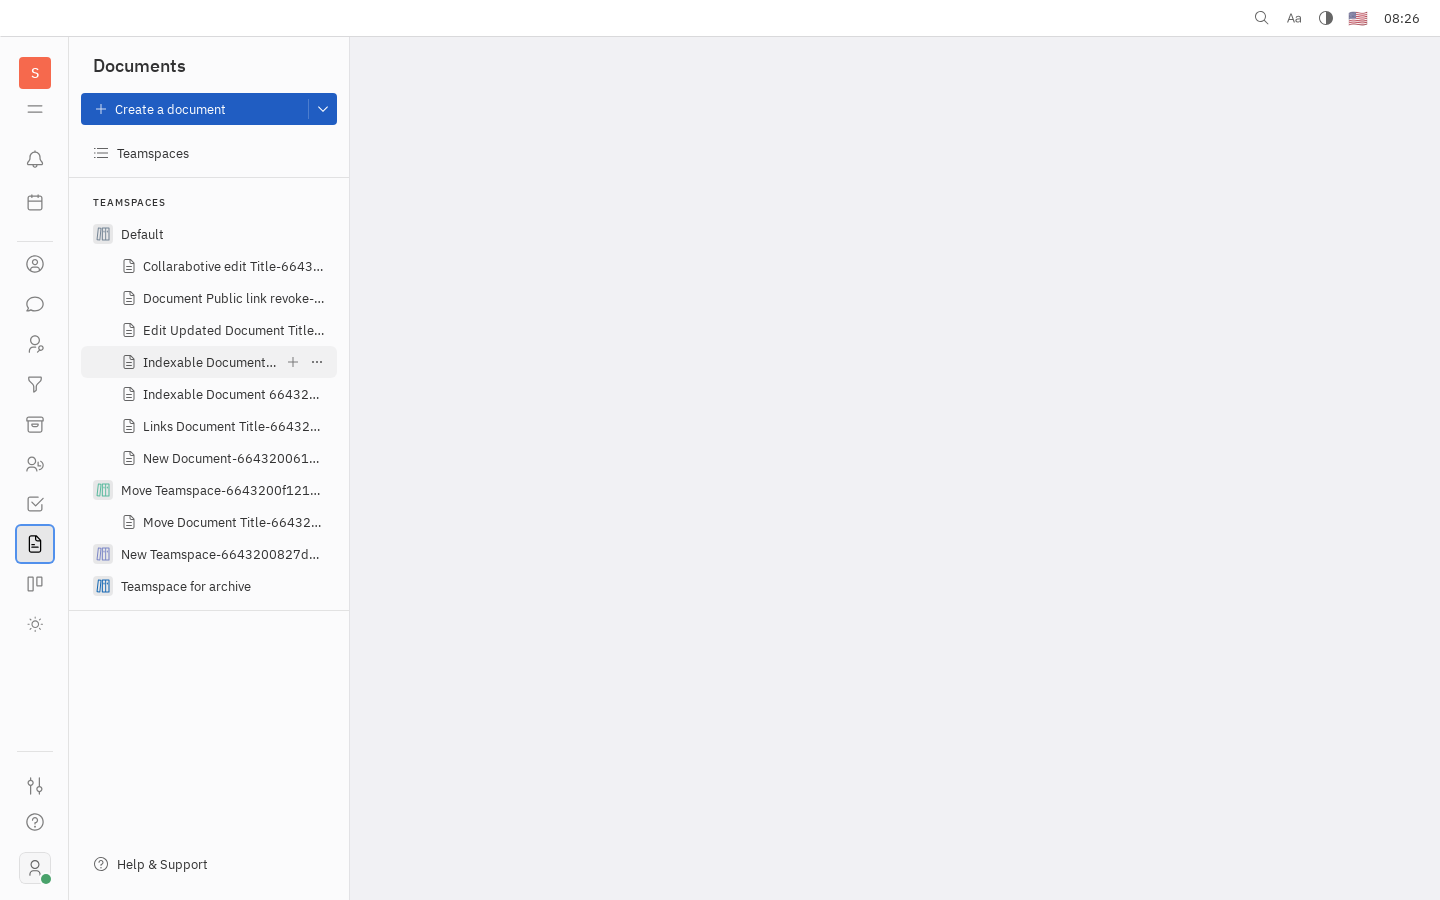 Aa
08:26
S
Documents
Create a document
Teamspaces
TEAMSPACES
Default
Collarabotive edit Title-6643...
Document Public link revoke-...
Edit Updated Document Title...
Indexable Document...
Indexable Document 66432...
Links Document Title-66432...
New Document-664320061...
Move Teamspace-6643200f121...
Move Document Title-66432...
New Teamspace-6643200827d...
Teamspace for archive
Help & Support